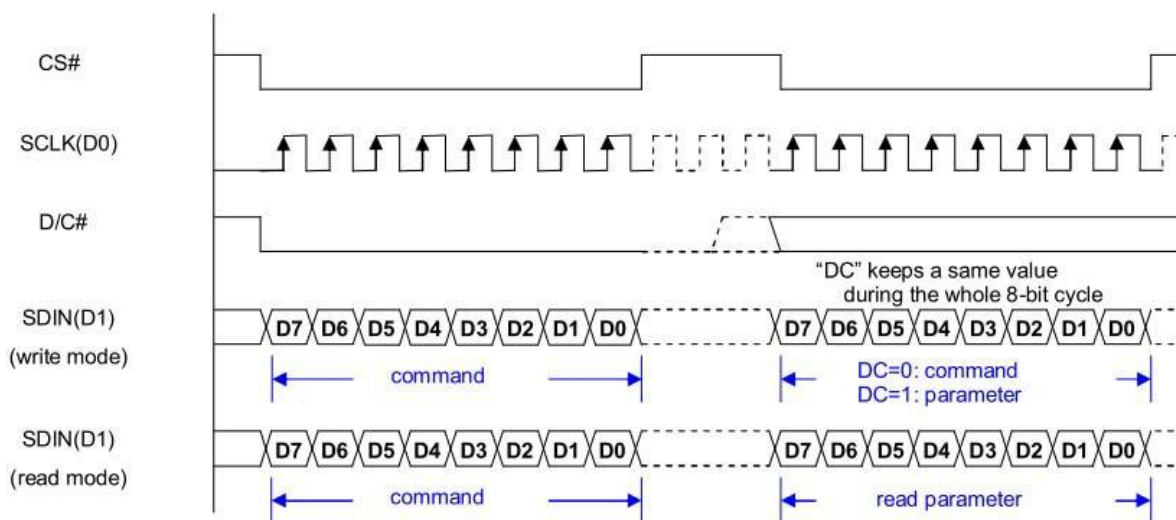 CS#
SCLK(D0)
D/C#
“DC” keeps a same value
during the whole 8-bit cycle
SDIN(D1)
(write mode)
D7 D6 D5 D4 D3 D2 D1 D0 D7 D6 D5 D4 D3 D2 D1 D0
command
DC=0: command
DC=1: parameter
SDIN(D1)
(read mode)
D7 D6 D5 D4 D3 D2 D1 D0 D7 D6 D5 D4 D3 D2 D1 D0
command read parameter